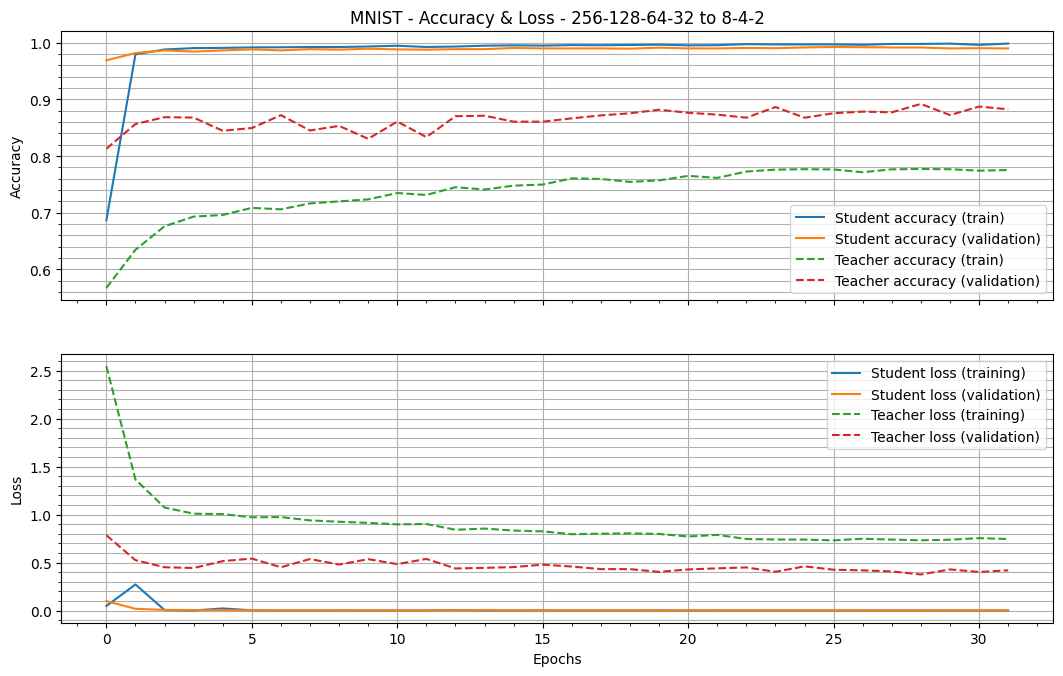 MNIST - Accuracy & Loss - 256-128-64-32 to 8-4-2
1.0
0.9
0.8
0.7
0.6
Accuracy
Student accuracy (train)
Student accuracy (validation)
Teacher accuracy (train)
Teacher accuracy (validation)
2.5
2.0
1.5
1.0
0.5
0.0
Loss
Student loss (training)
Student loss (validation)
Teacher loss (training)
Teacher loss (validation)
0 5 10 15 20 25 30
Epochs